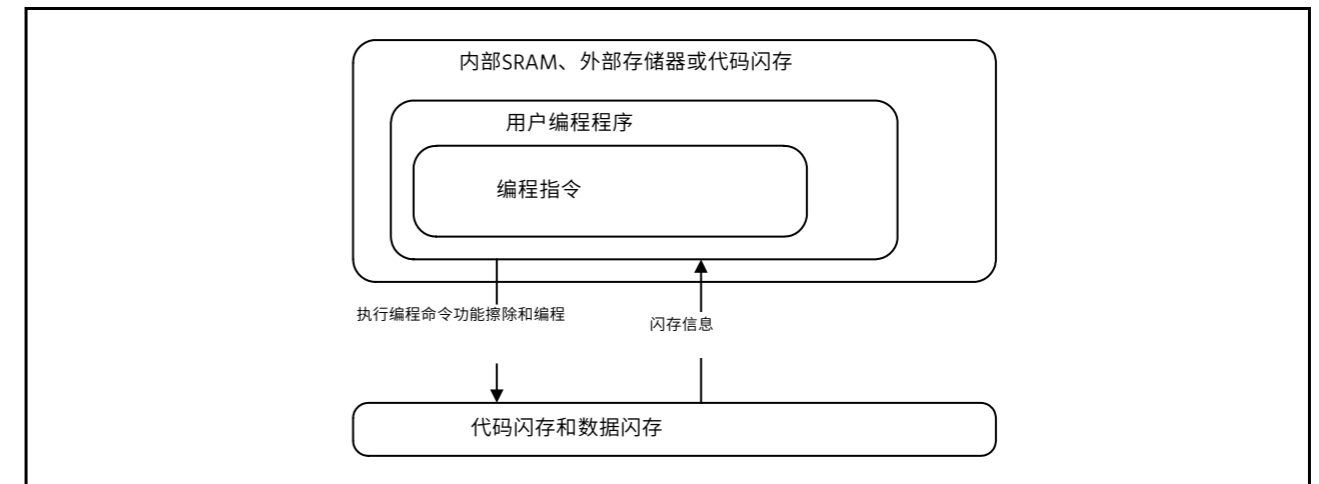 内部SRAM、外部存储器或代码闪存
用户编程程序
编程指令
执行编程命令功能擦除和编程
闪存信息
代码闪存和数据闪存